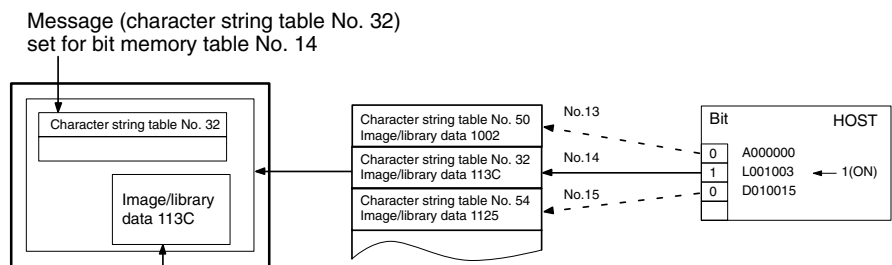 Message (character string table No. 32)
set for bit memory table No. 14
Character string table No. 32
Image/library
data 113C
Character string table No. 50
Image/library data 1002
Character string table No. 32
Image/library data 113C
Character string table No. 54
Image/library data 1125
No.13
No.14
No.15
Bit HOST
0 A000000
1 L001003 1(ON)
0 D010015